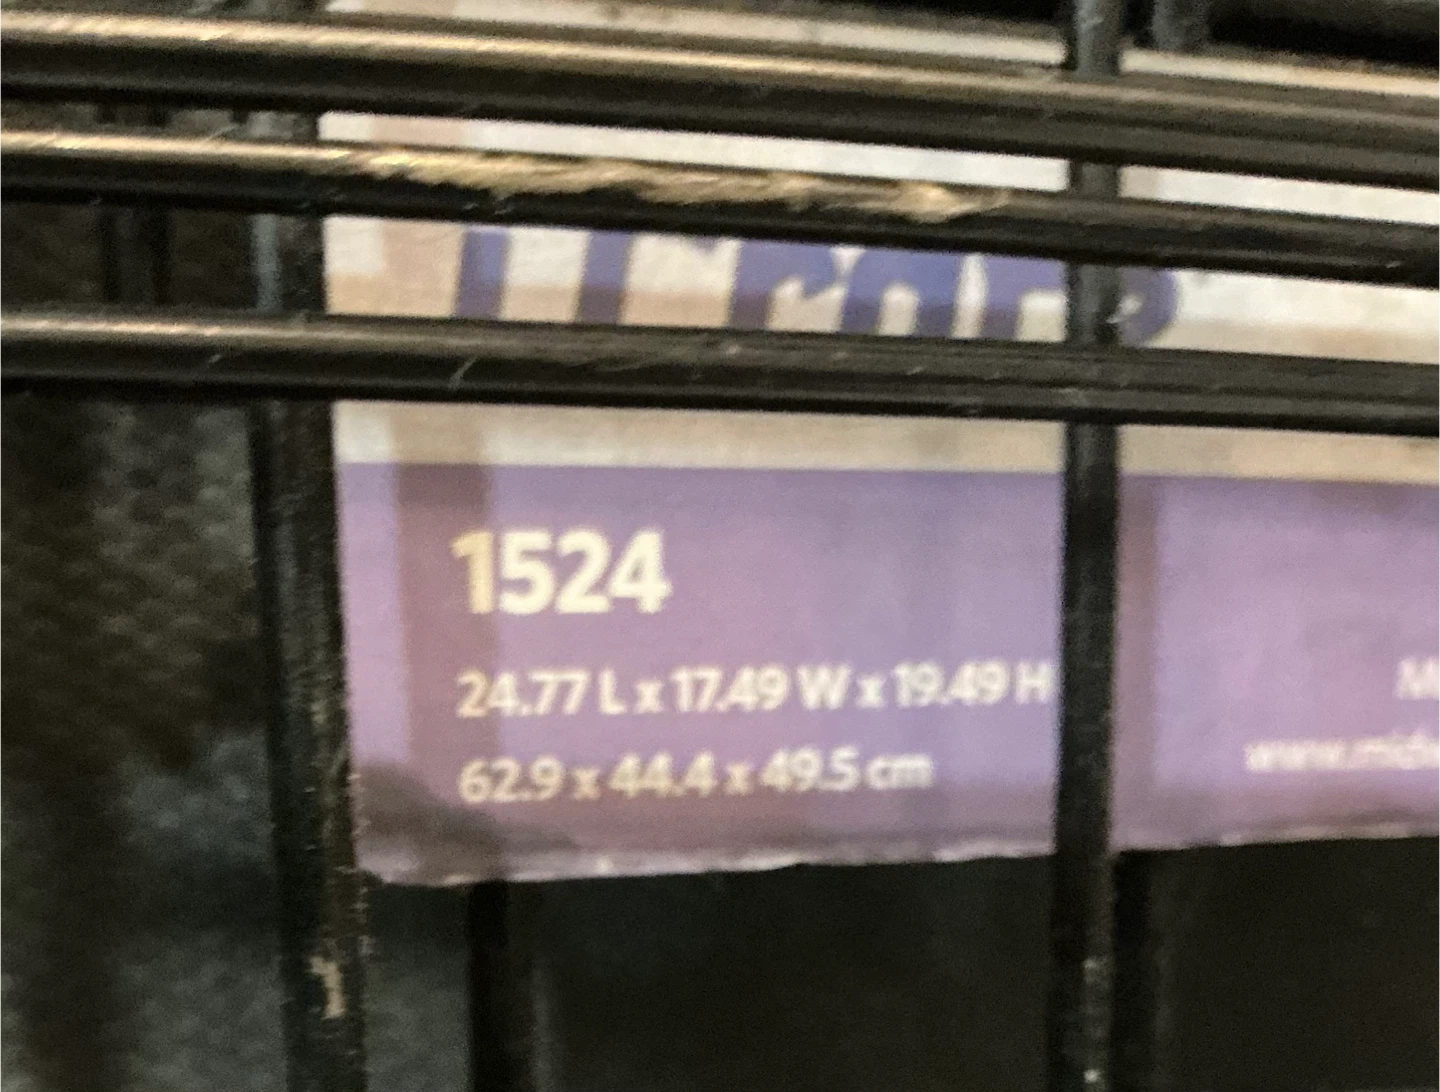 1524
24.77 L x 17.49 W x 19.49 H
62.9 x 44.4 x 49.5 cm